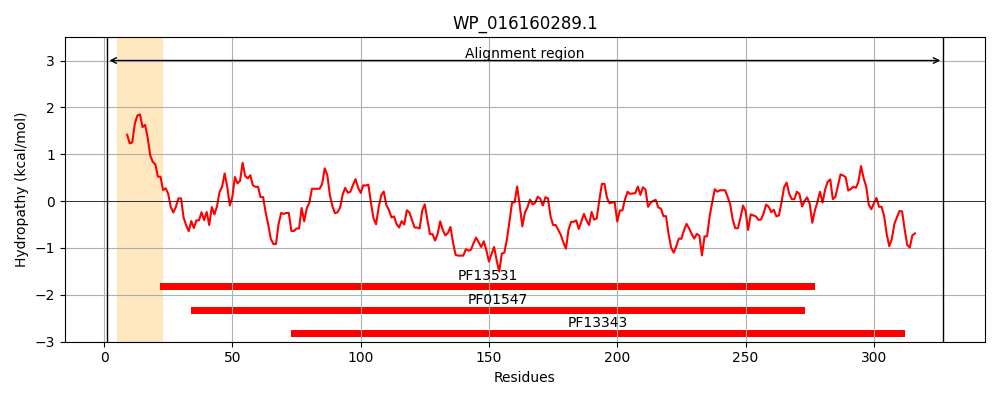 WP_016160289.1
Alignment region
Hydropathy (kcal/mol)
3
2
1
0
−1
−2
−3
PF13531
PF01547
PF13343
0 50 100 150 200 250 300
Residues